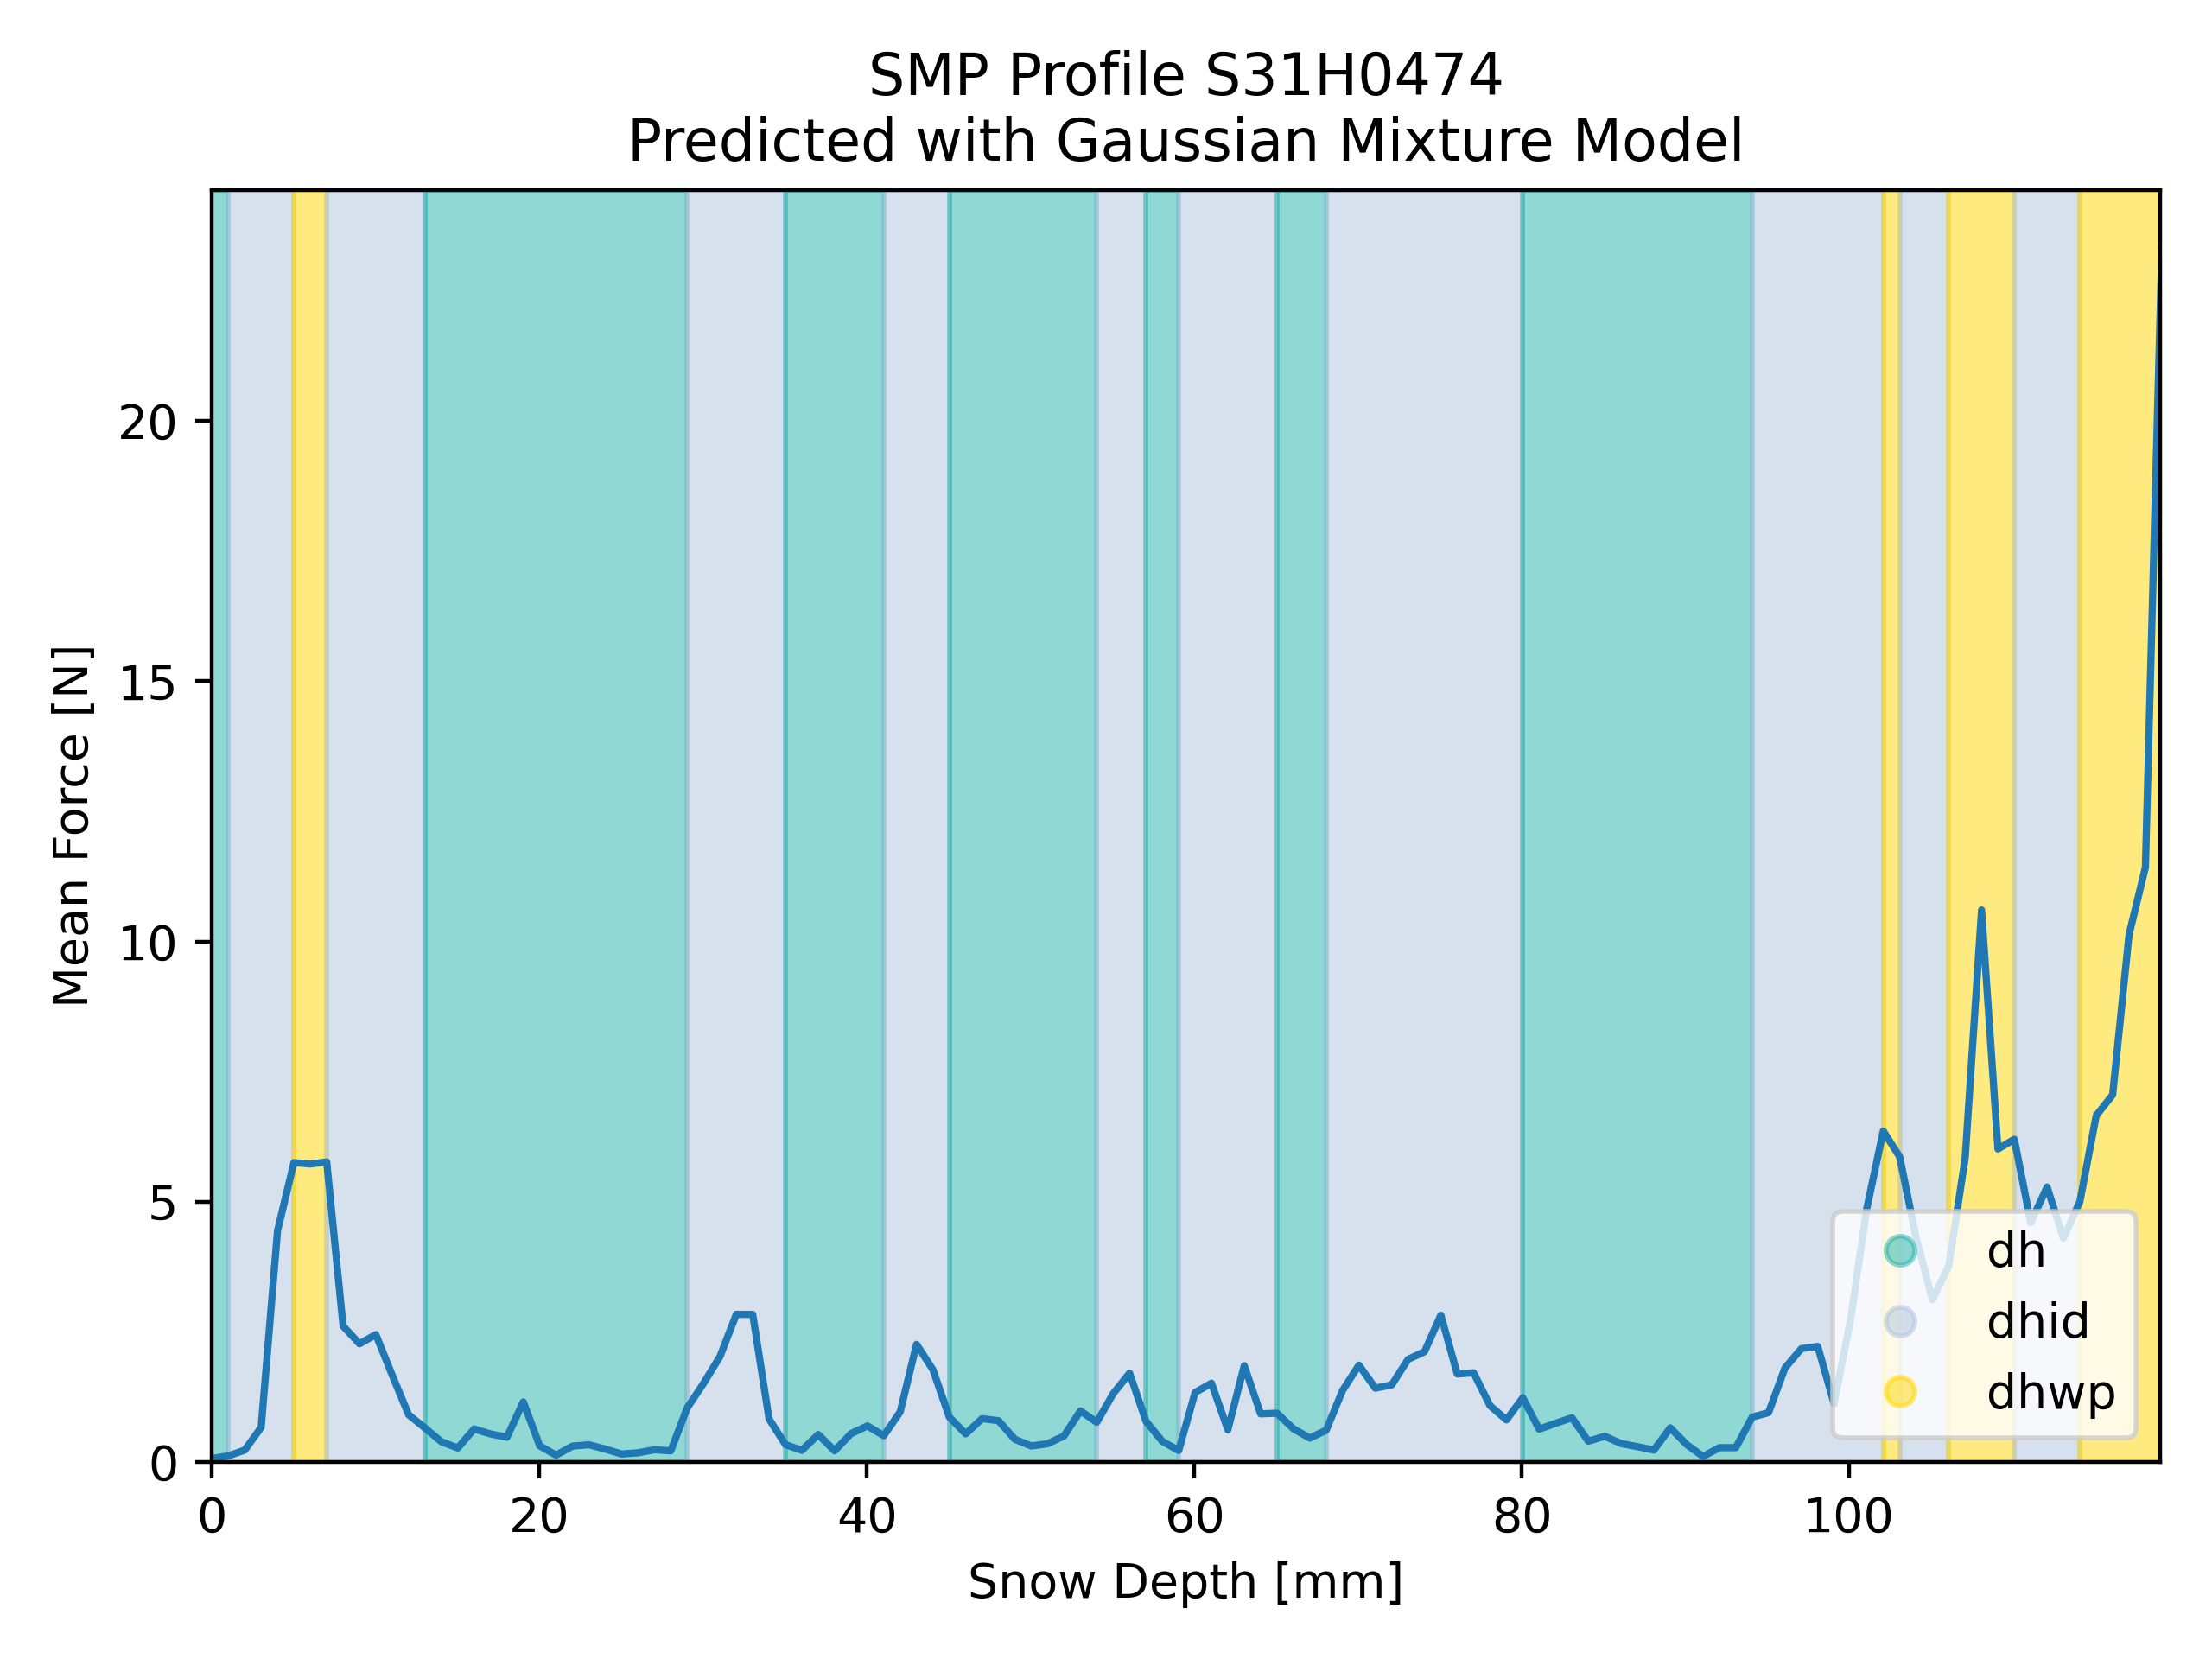 SMP Profile S31H0474
Predicted with Gaussian Mixture Model
Mean Force [N]
20
15
10
5
0
0 20 40 60 80 100
Snow Depth [mm]
dh
dhid
dhwp